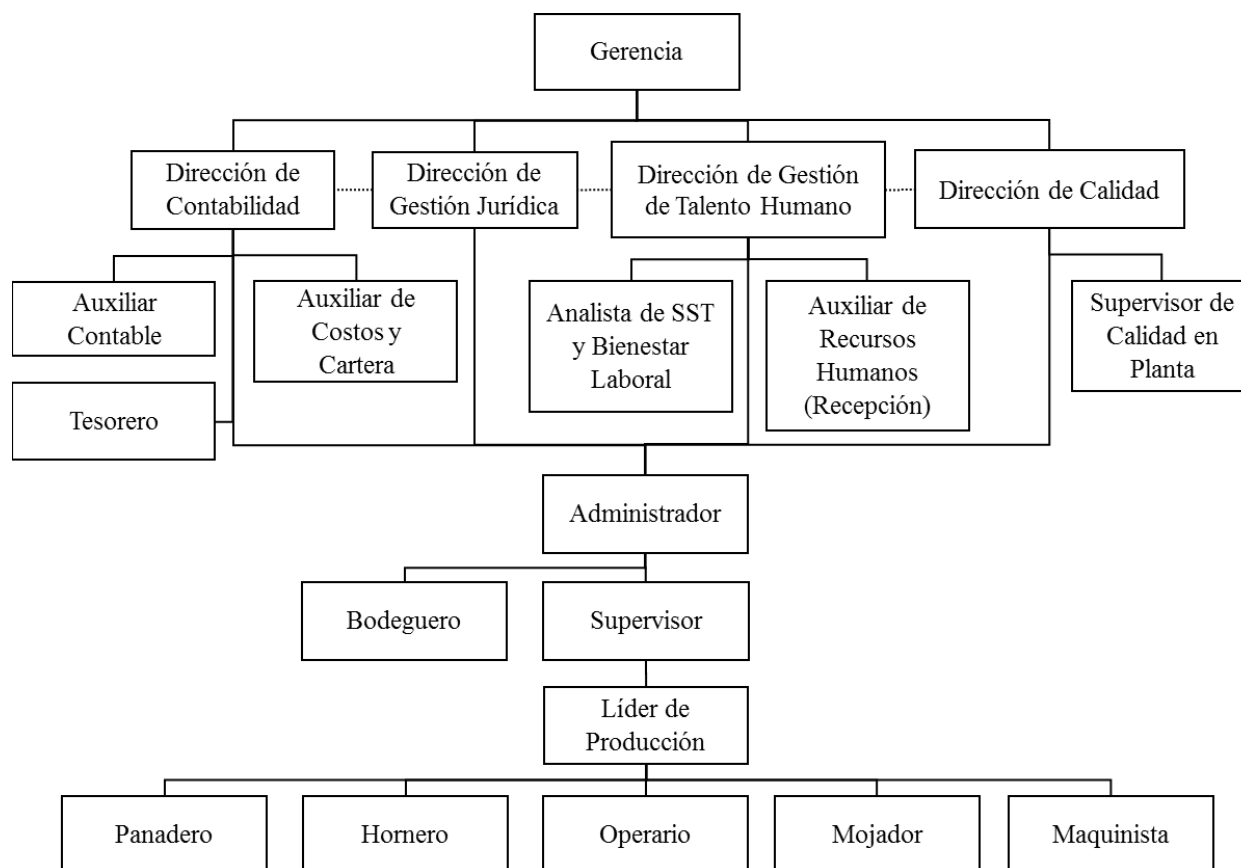 Gerencia
Dirección de
Contabilidad
Dirección de
Gestión Jurídica
Dirección de Gestión
de Talento Humano
Dirección de Calidad
Auxiliar
Contable
Auxiliar de
Costos y
Cartera
Analista de SST
y Bienestar
Laboral
Auxiliar de
Recursos
Humanos
(Recepción)
Supervisor de
Calidad en
Planta
Tesorero
Administrador
Bodeguero
Supervisor
Líder de
Producción
Panadero
Hornero
Operario
Mojador
Maquinista